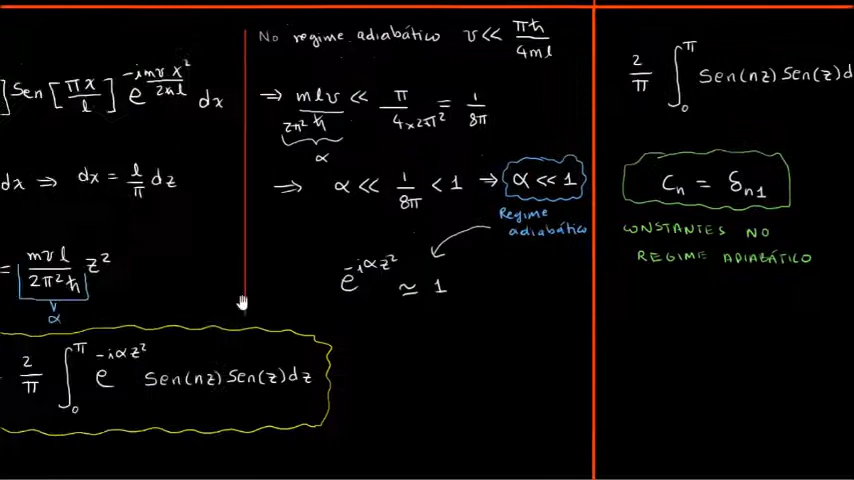 ] Sen [πx/l] e^(-imvx²/2ħl) dx
dx ⇒ dx = l/π dz
= mvl/2π²ħ z²
α
2/π ∫₀^π e^(-iαz²) Sen(nz) Sen(z) dz
No regime adiabático v << πħ/4ml
⇒ mlv/2π²ħ << π/4×2π² = 1/8π
α
⇒ α << 1/8π < 1 → α << 1
Regime
adiabático
e^(-iαz²) ≃ 1
2/π ∫₀^π Sen(nz) Sen(z) d
Cn = δn1
CONSTANTES NO
REGIME ADIABÁTICO